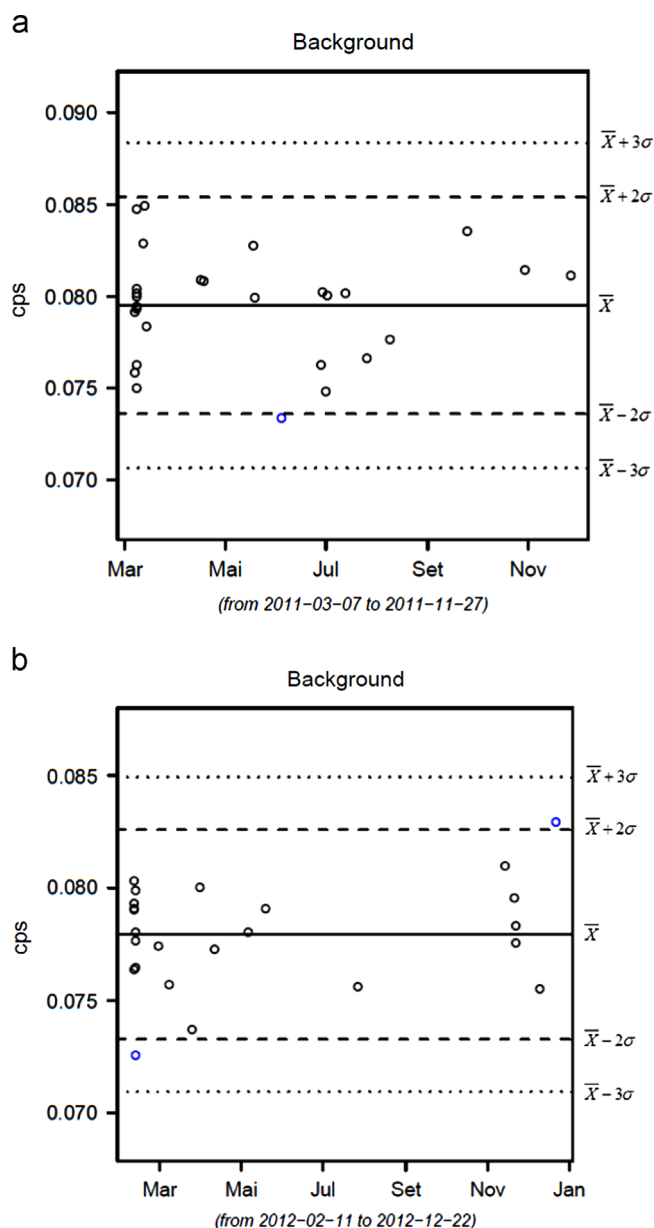 a
Background
0.090
0.085
0.080
0.075
0.070
cps
X̅+3σ
X̅+2σ
X̅
X̅−2σ
X̅−3σ
Mar Mai Jul Set Nov
(from 2011−03−07 to 2011−11−27)
b
Background
0.085
0.080
0.075
0.070
cps
X̅+3σ
X̅+2σ
X̅
X̅−2σ
X̅−3σ
Mar Mai Jul Set Nov Jan
(from 2012−02−11 to 2012−12−22)